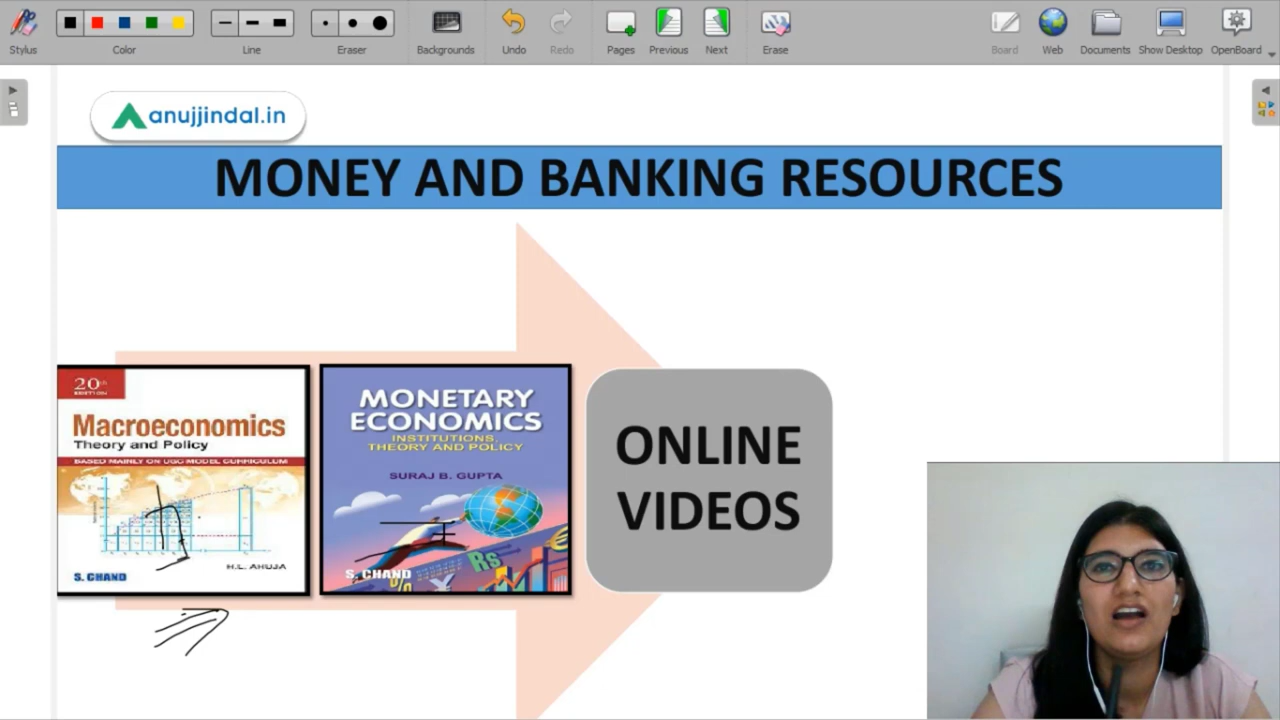 Stylus
Color
Line
Eraser
Backgrounds
Undo
Redo
Pages
Previous
Next
Erase
Board
Web
Documents
Show Desktop
OpenBoard
anujjindal.in
MONEY AND BANKING RESOURCES
20th
EDITION
Macroeconomics
Theory and Policy
BASED MAINLY ON UGC MODEL CURRICULUM
S. CHAND
H.L. AHUJA
MONETARY
ECONOMICS
INSTITUTIONS,
THEORY AND POLICY
SURAJ B. GUPTA
Rs
S. CHAND
ONLINE
VIDEOS